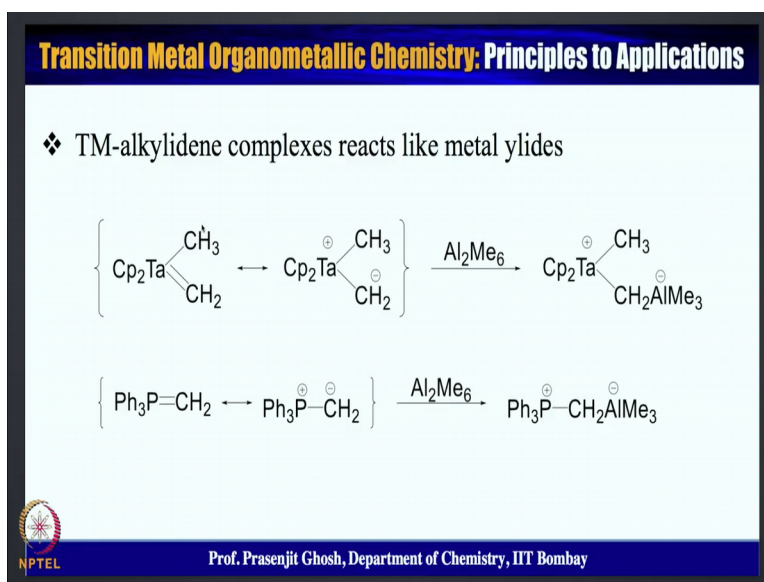 Transition Metal Organometallic Chemistry: Principles to Applications
❖ TM-alkylidene complexes reacts like metal ylides
Cp₂Ta CH₃ CH₂ ↔ Cp₂Ta ⊕ CH₃ ⊖ CH₂ Al₂Me₆ → Cp₂Ta ⊕ CH₃ CH₂AlMe₃ ⊖
Ph₃P=CH₂ ↔ Ph₃P⊕–CH₂⊖ Al₂Me₆ → Ph₃P⊕–CH₂AlMe₃⊖
NPTEL
Prof. Prasenjit Ghosh, Department of Chemistry, IIT Bombay